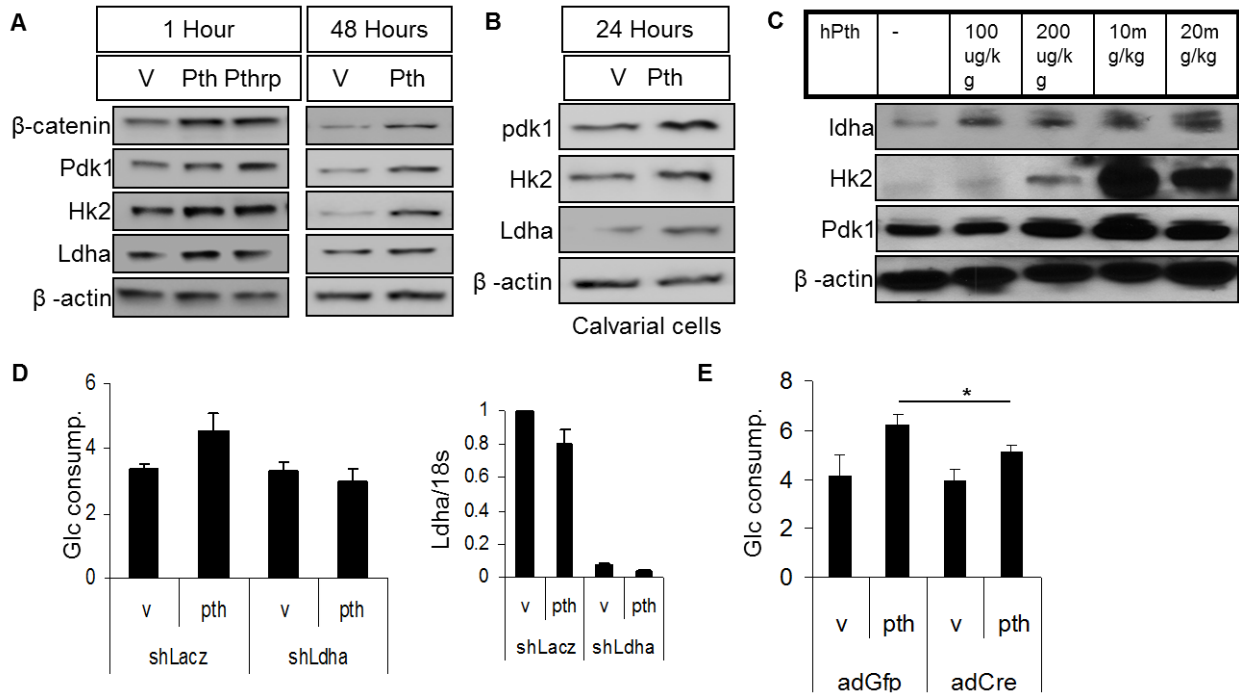 A
1 Hour
48 Hours
V Pth Pthrp
V Pth
β-catenin
Pdk1
Hk2
Ldha
β -actin
B
24 Hours
V Pth
pdk1
Hk2
Ldha
β -actin
Calvarial cells
C
hPth - 100 200 10m 20m
ug/k ug/k g/kg g/kg
g g
ldha
Hk2
Pdk1
β -actin
D
6
4
2
0
Glc consump.
v pth v pth
shLacz shLdha
1
0.8
0.6
0.4
0.2
0
Ldha/18s
v pth v pth
shLacz shLdha
E
8
6
4
2
0
Glc consump.
*
v pth v pth
adGfp adCre